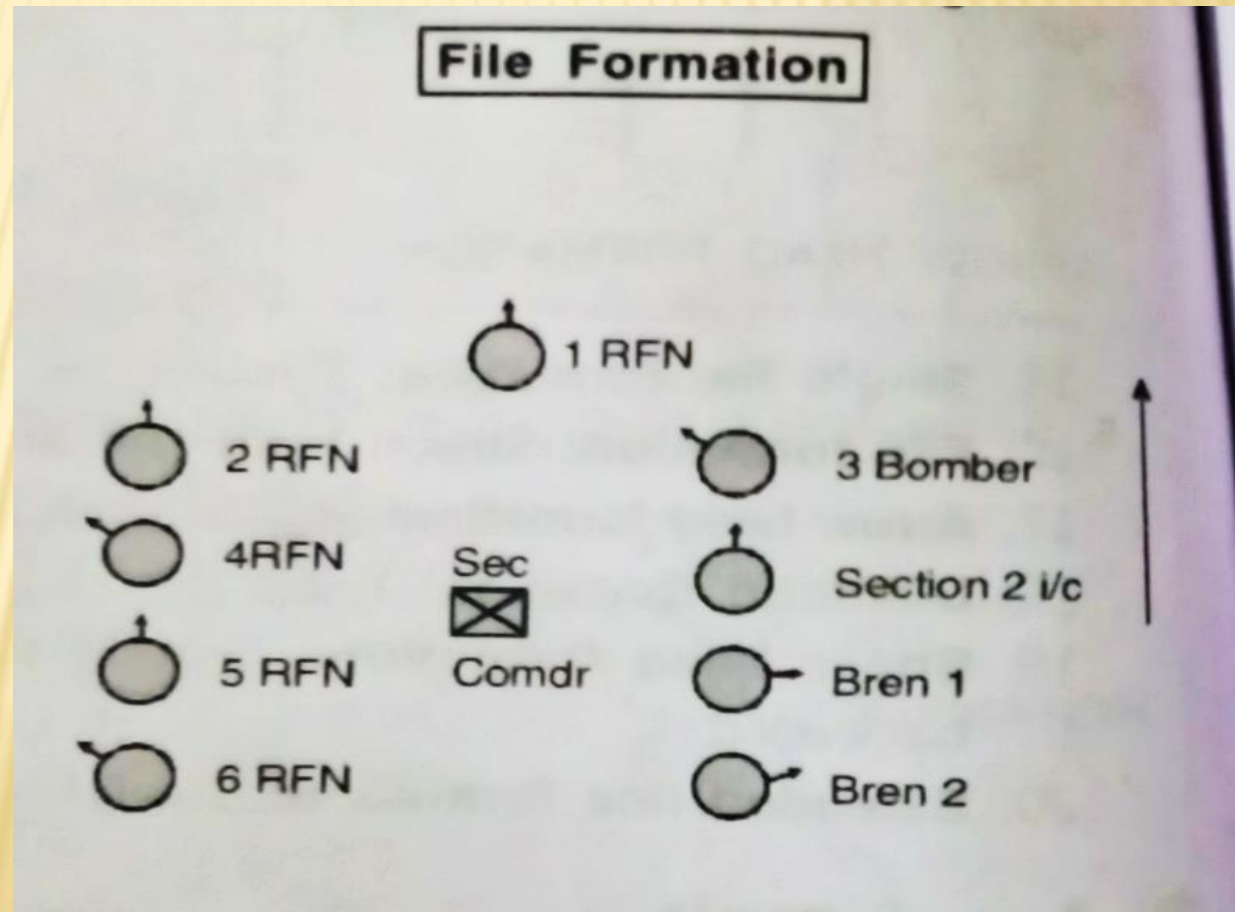 File Formation
1 RFN
2 RFN
3 Bomber
4RFN
Sec
Comdr
Section 2 i/c
5 RFN
Bren 1
6 RFN
Bren 2